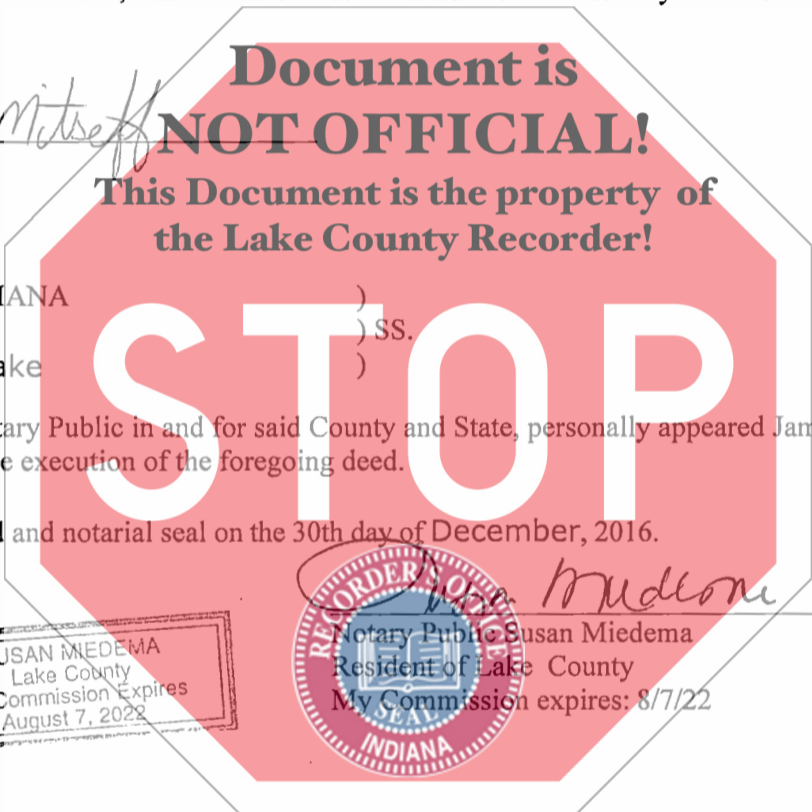 Document is
Mitseff
NOT OFFICIAL!
This Document is the property of
the Lake County Recorder!
IANA )
) SS.
ake )
STOP
ary Public in and for said County and State, personally appeared Jam
e execution of the foregoing deed.
and notarial seal on the 30th day of December, 2016.
RECORDER'S OFFICE
SEAL
INDIANA
Notary Public Susan Miedema
Resident of Lake County
My Commission expires: 8/7/22
USAN MIEDEMA
Lake County
Commission Expires
August 7, 2022